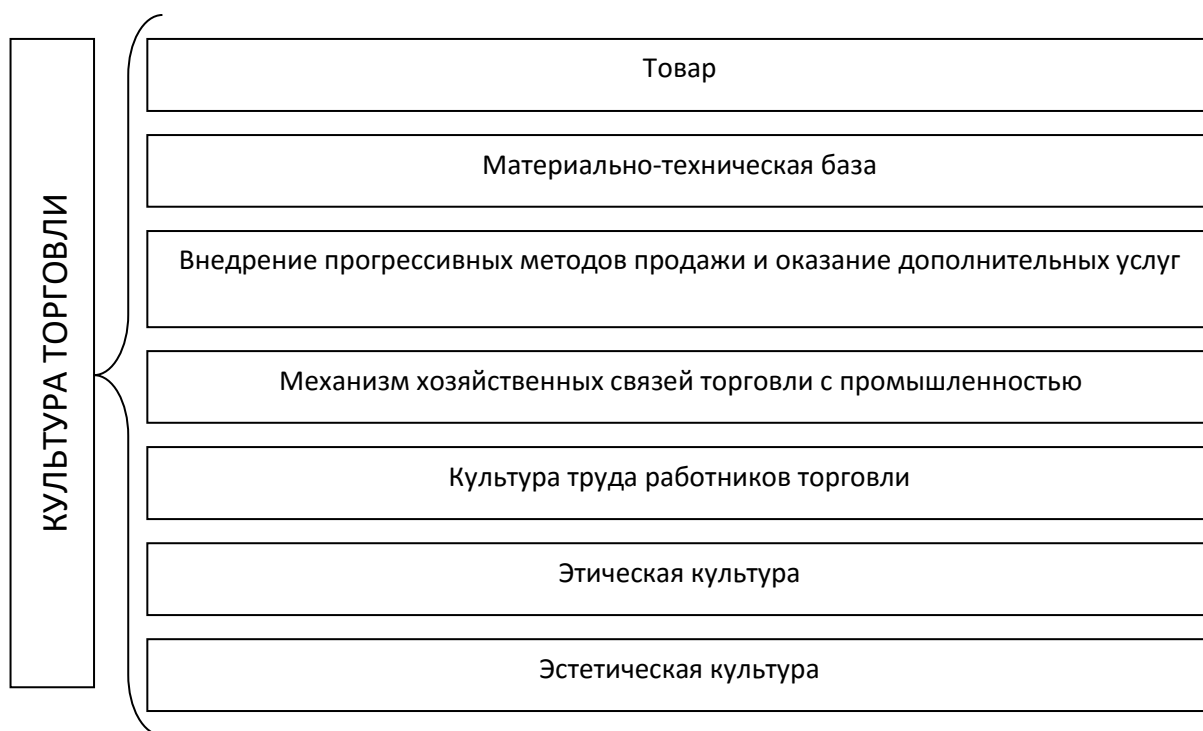 КУЛЬТУРА ТОРГОВЛИ
Товар
Материально-техническая база
Внедрение прогрессивных методов продажи и оказание дополнительных услуг
Механизм хозяйственных связей торговли с промышленностью
Культура труда работников торговли
Этическая культура
Эстетическая культура